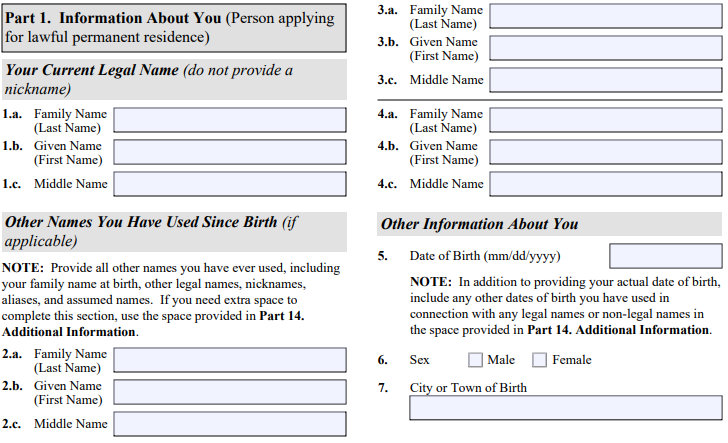 Part 1. Information About You (Person applying
for lawful permanent residence)
Your Current Legal Name (do not provide a
nickname)
1.a. Family Name
(Last Name)
1.b. Given Name
(First Name)
1.c. Middle Name
Other Names You Have Used Since Birth (if
applicable)
NOTE: Provide all other names you have ever used, including
your family name at birth, other legal names, nicknames,
aliases, and assumed names. If you need extra space to
complete this section, use the space provided in Part 14.
Additional Information.
2.a. Family Name
(Last Name)
2.b. Given Name
(First Name)
2.c. Middle Name
3.a. Family Name
(Last Name)
3.b. Given Name
(First Name)
3.c. Middle Name
4.a. Family Name
(Last Name)
4.b. Given Name
(First Name)
4.c. Middle Name
Other Information About You
5. Date of Birth (mm/dd/yyyy)
NOTE: In addition to providing your actual date of birth,
include any other dates of birth you have used in
connection with any legal names or non-legal names in
the space provided in Part 14. Additional Information.
6. Sex Male Female
7. City or Town of Birth